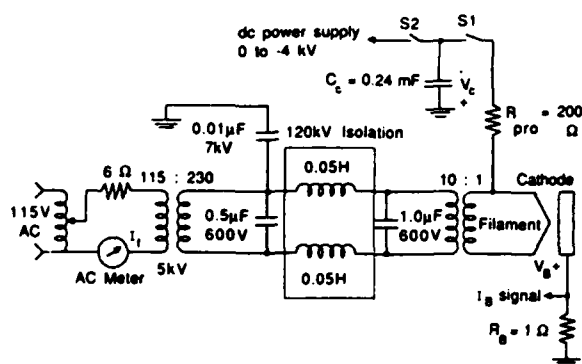 dc power supply
0 to -4 kV
S2
S1
C_c = 0.24 mF
V_c
+
R_pro = 200 Ω
0.01μF
7kV
120kV Isolation
6 Ω
115 : 230
0.05H
10 : 1
Cathode
115V
AC
I_f
0.5μF
600V
1.0μF
600V
Filament
AC Meter
5kV
0.05H
V_B +
I_B signal
R_B = 1 Ω